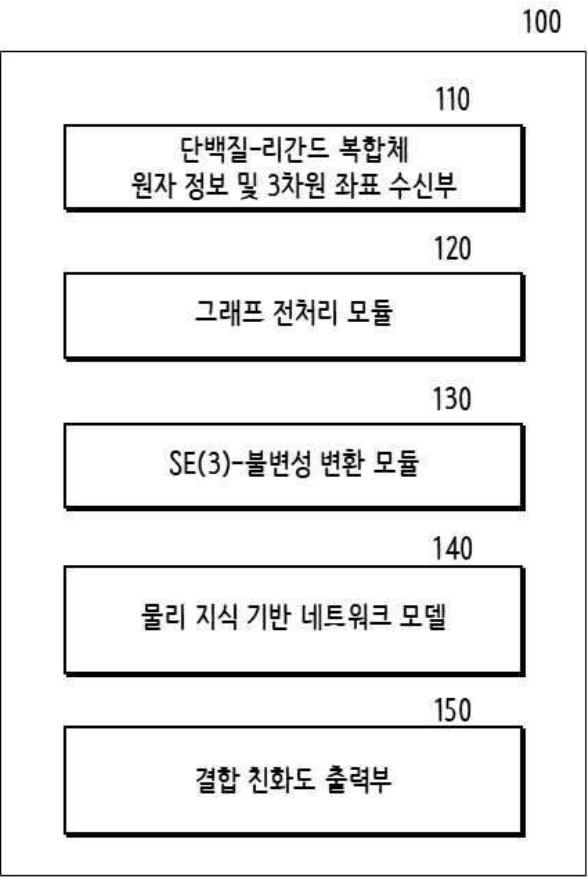 100
110
단백질-리간드 복합체
원자 정보 및 3차원 좌표 수신부
120
그래프 전처리 모듈
130
SE(3)-불변성 변환 모듈
140
물리 지식 기반 네트워크 모델
150
결합 친화도 출력부